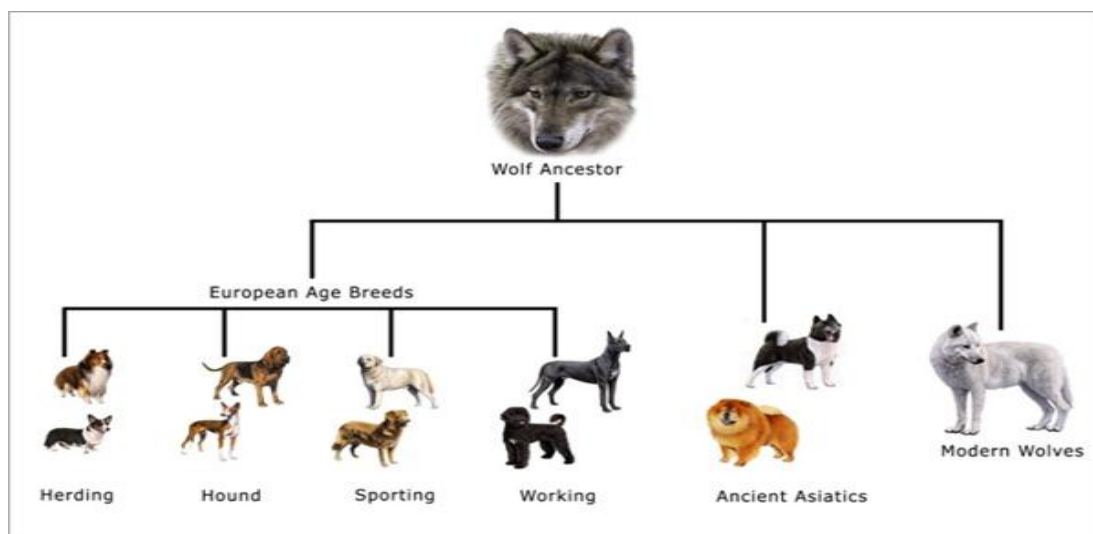 Wolf Ancestor
European Age Breeds
Modern Wolves
Herding
Hound
Sporting
Working
Ancient Asiatics